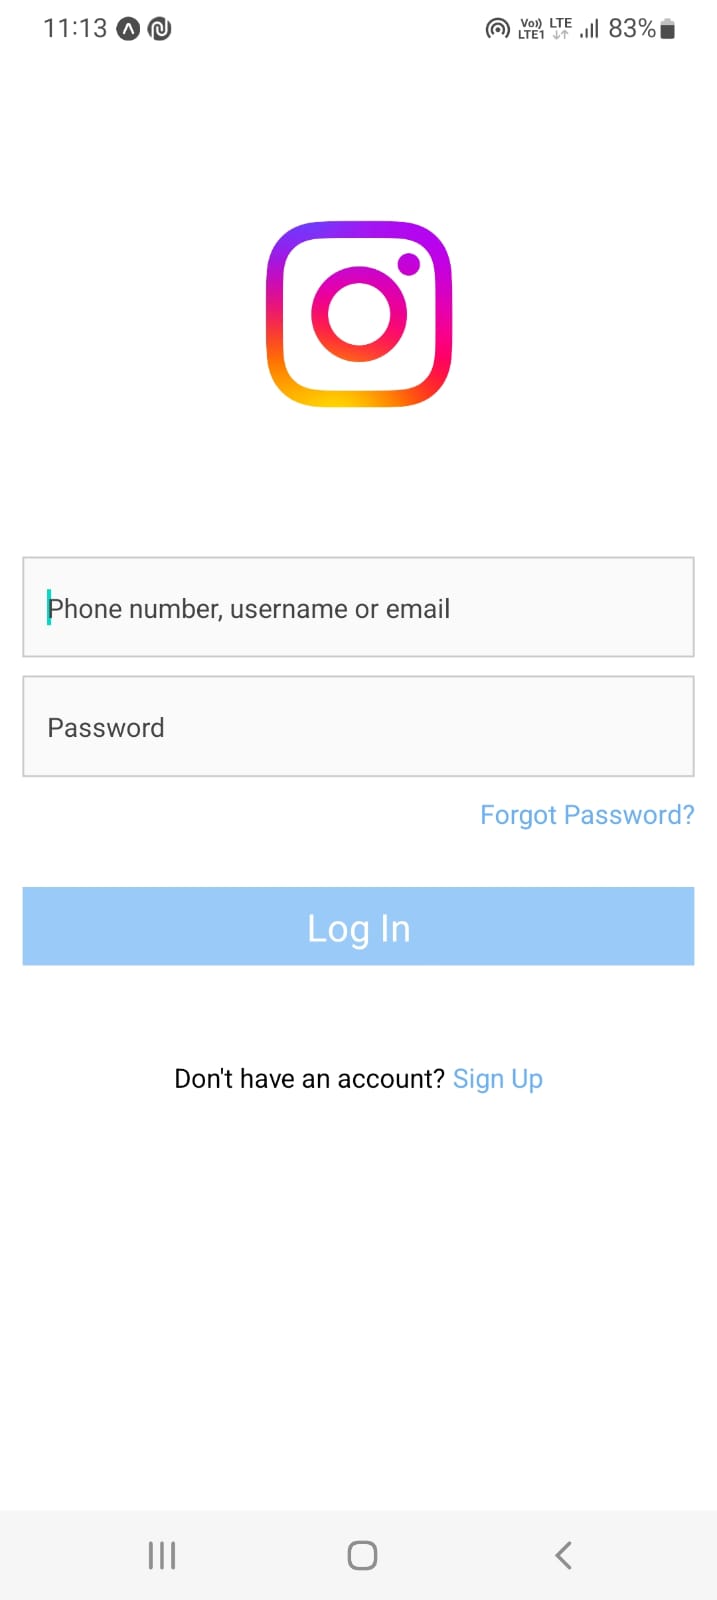 11:13 Vo)) LTE 83%
LTE1
Phone number, username or email
Password
Forgot Password?
Log In
Don't have an account? Sign Up